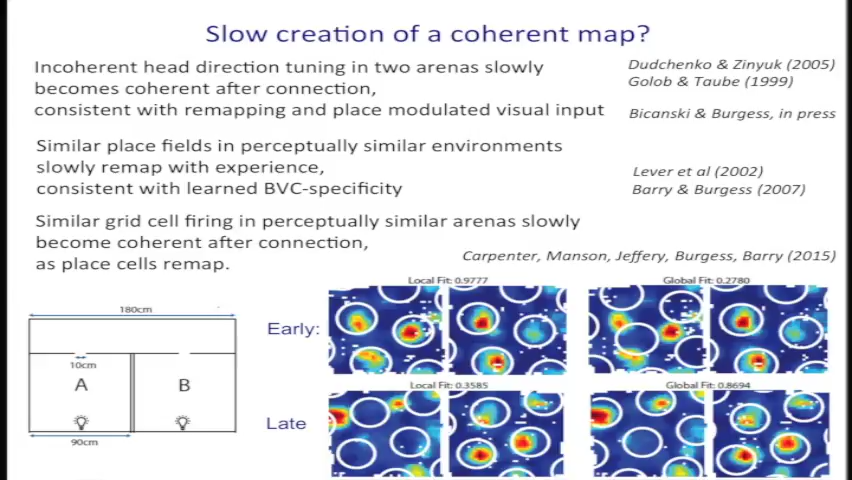 Slow creation of a coherent map?
Incoherent head direction tuning in two arenas slowly
becomes coherent after connection,
consistent with remapping and place modulated visual input
Dudchenko & Zinyuk (2005)
Golob & Taube (1999)
Bicanski & Burgess, in press
Similar place fields in perceptually similar environments
slowly remap with experience,
consistent with learned BVC-specificity
Lever et al (2002)
Barry & Burgess (2007)
Similar grid cell firing in perceptually similar arenas slowly
become coherent after connection,
as place cells remap.
Carpenter, Manson, Jeffery, Burgess, Barry (2015)
Local Fit: 0.9777
Global Fit: 0.2780
Early:
180cm
10cm
A
B
90cm
Local Fit: 0.3585
Global Fit: 0.8694
Late